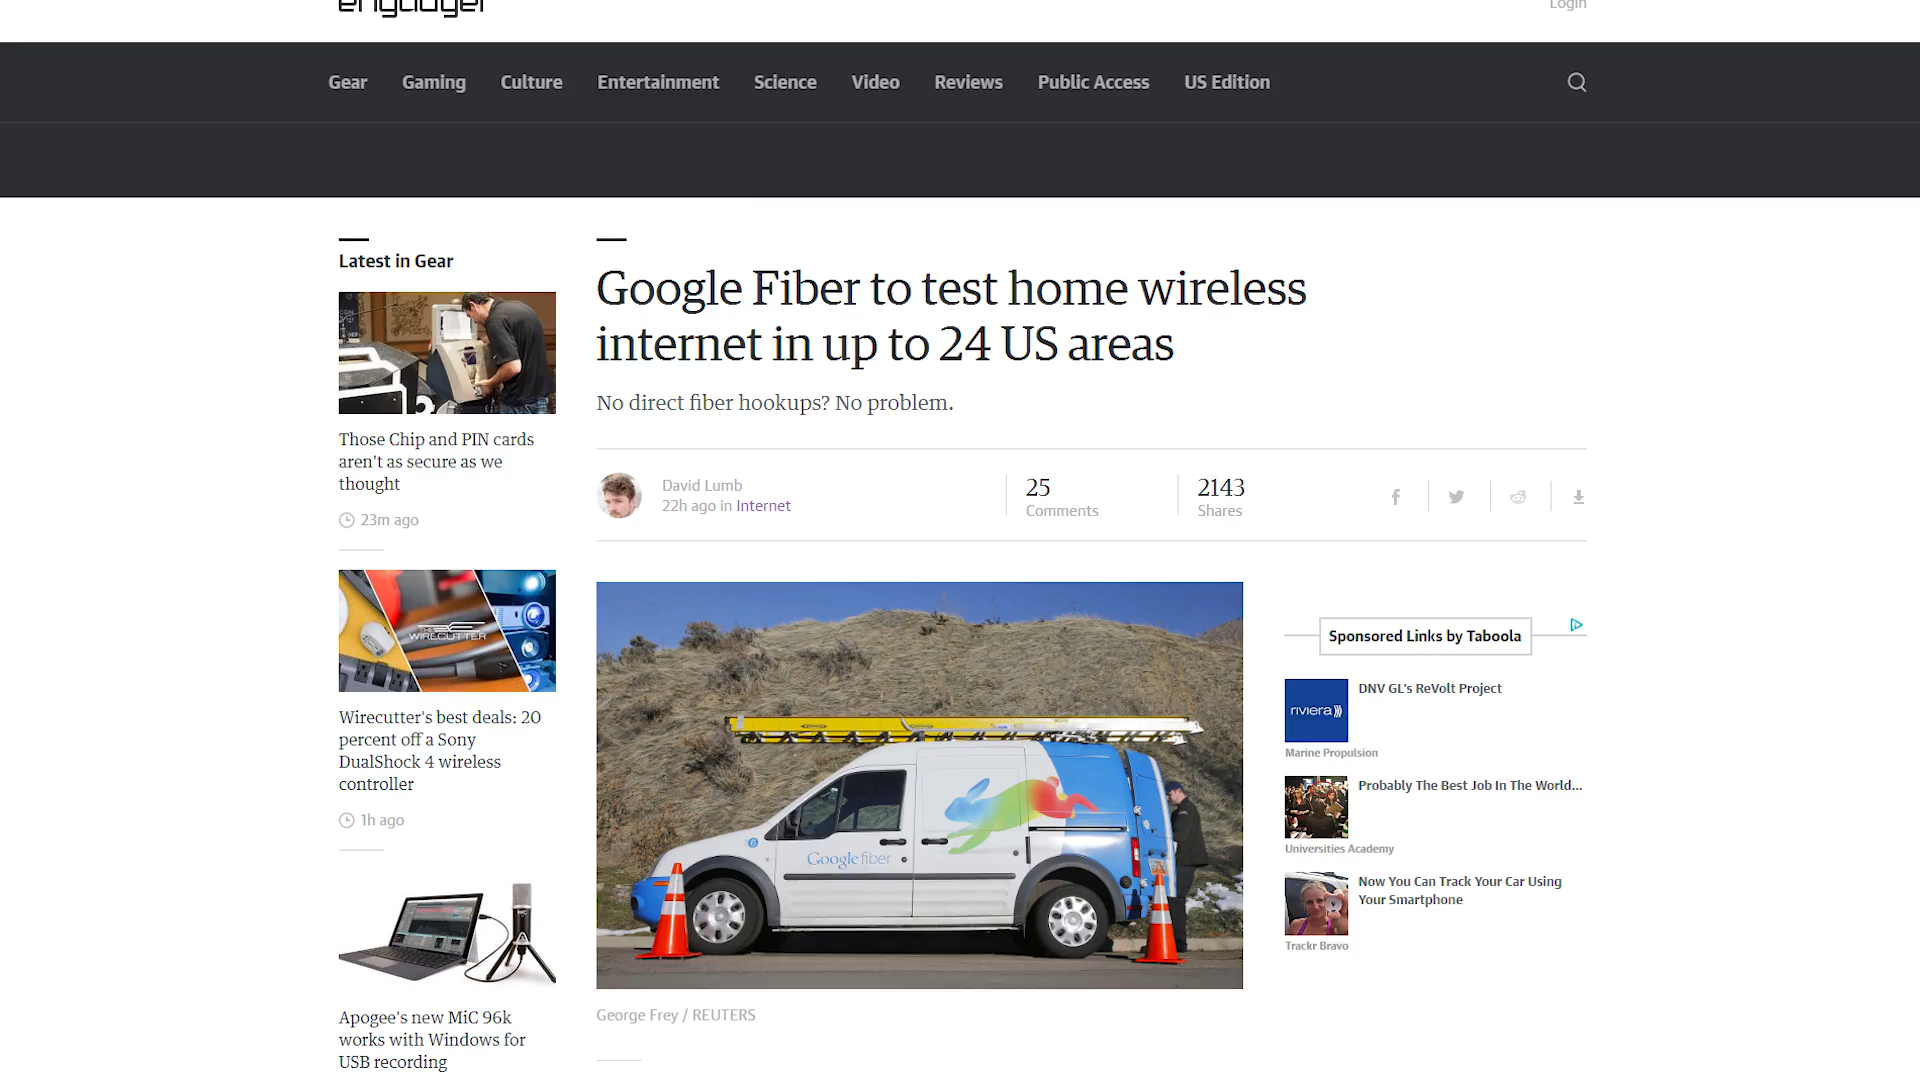 engadget
Login
Gear Gaming Culture Entertainment Science Video Reviews Public Access US Edition
Latest in Gear
Those Chip and PIN cards
aren't as secure as we
thought
23m ago
WIRECUTTER
Wirecutter's best deals: 20
percent off a Sony
DualShock 4 wireless
controller
1h ago
Apogee's new MiC 96k
works with Windows for
USB recording
Google Fiber to test home wireless
internet in up to 24 US areas
No direct fiber hookups? No problem.
David Lumb
22h ago in Internet
25
Comments
2143
Shares
Google fiber
George Frey / REUTERS
Sponsored Links by Taboola
riviera
DNV GL's ReVolt Project
Marine Propulsion
Probably The Best Job In The World...
Universities Academy
Now You Can Track Your Car Using
Your Smartphone
Trackr Bravo